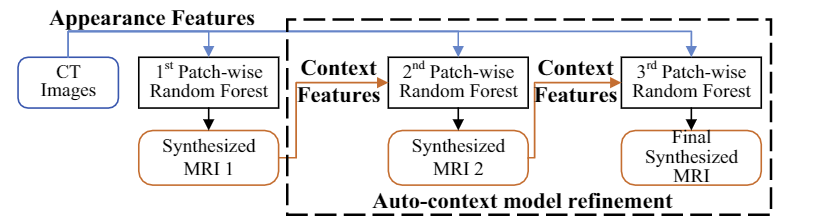 Appearance Features
CT
Images
1st Patch-wise
Random Forest
Context
Features
2nd Patch-wise
Random Forest
Context
Features
3rd Patch-wise
Random Forest
Synthesized
MRI 1
Synthesized
MRI 2
Final
Synthesized
MRI
Auto-context model refinement